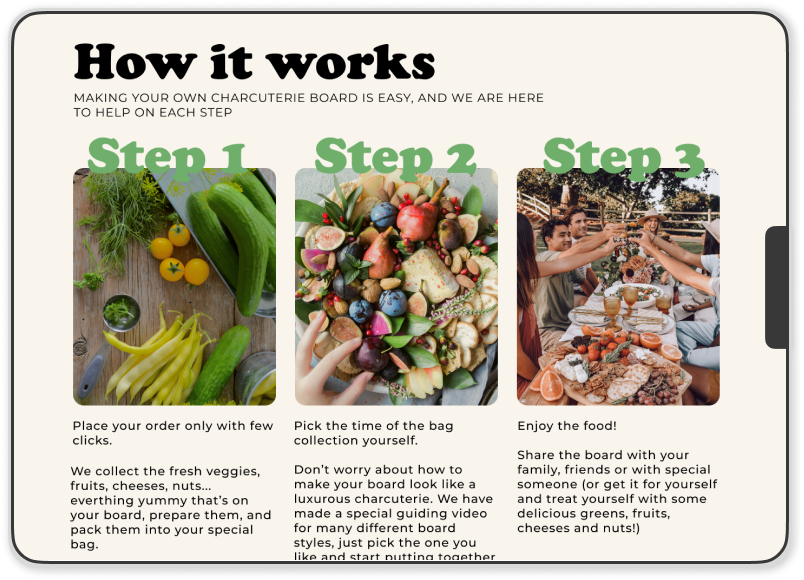 How it works
MAKING YOUR OWN CHARCUTERIE BOARD IS EASY, AND WE ARE HERE
TO HELP ON EACH STEP
Step 1
Place your order only with few
clicks.
We collect the fresh veggies,
fruits, cheeses, nuts...
everthing yummy that's on
your board, prepare them, and
pack them into your special
bag.
Step 2
Pick the time of the bag
collection yourself.
Don't worry about how to
make your board look like a
luxurous charcuterie. We have
made a special guiding video
for many different board
styles, just pick the one you
like and start putting together
Step 3
Enjoy the food!
Share the board with your
family, friends or with special
someone (or get it for yourself
and treat yourself with some
delicious greens, fruits,
cheeses and nuts!)